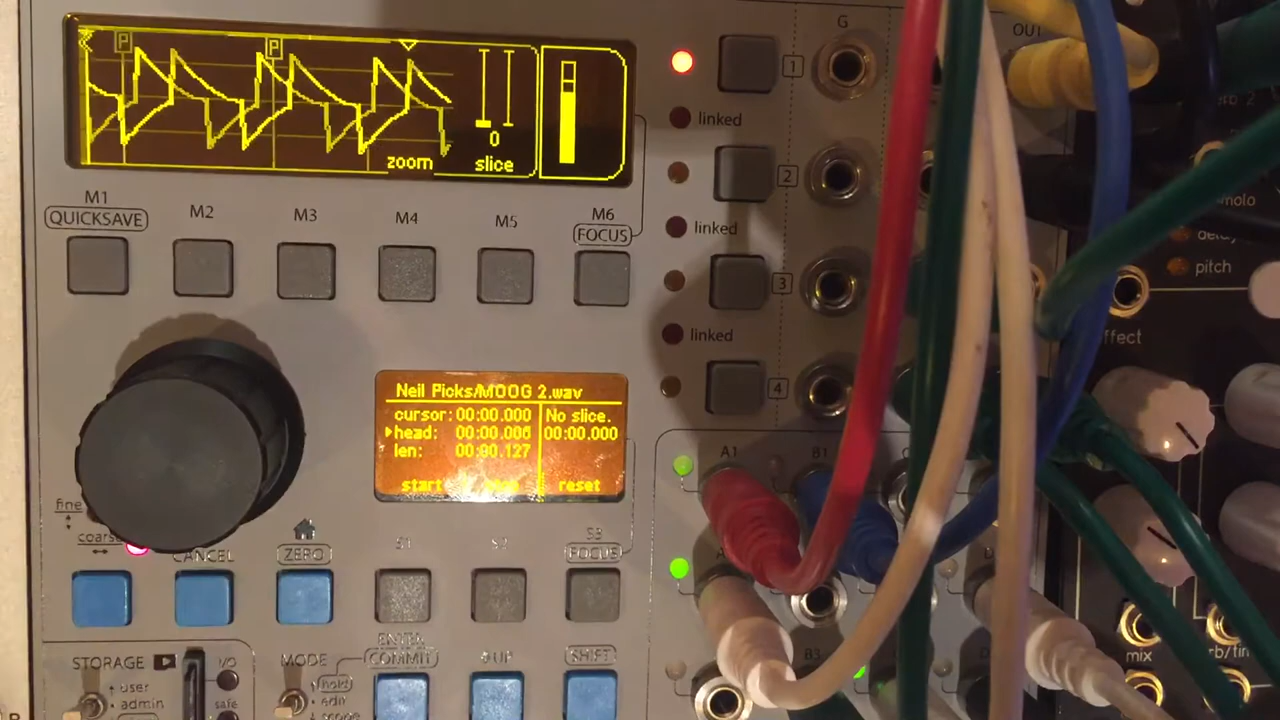 P
P
zoom
0
slice
M1
QUICKSAVE
M2
M3
M4
M5
M6
FOCUS
1
linked
2
linked
3
linked
4
G
OUT
pitch
Neil Picks/MOOG 2.wav
cursor: 00:00.000
head: 00:00.006
len: 00:00.127
No slice.
00:00.000
start
reset
fine
coarse
CANCEL
ZERO
S1
S2
S3
FOCUS
A1
B1
B3
STORAGE
user
admin
I/O
safe
MODE
hold
ENTER
COMMIT
SHIFT
mix